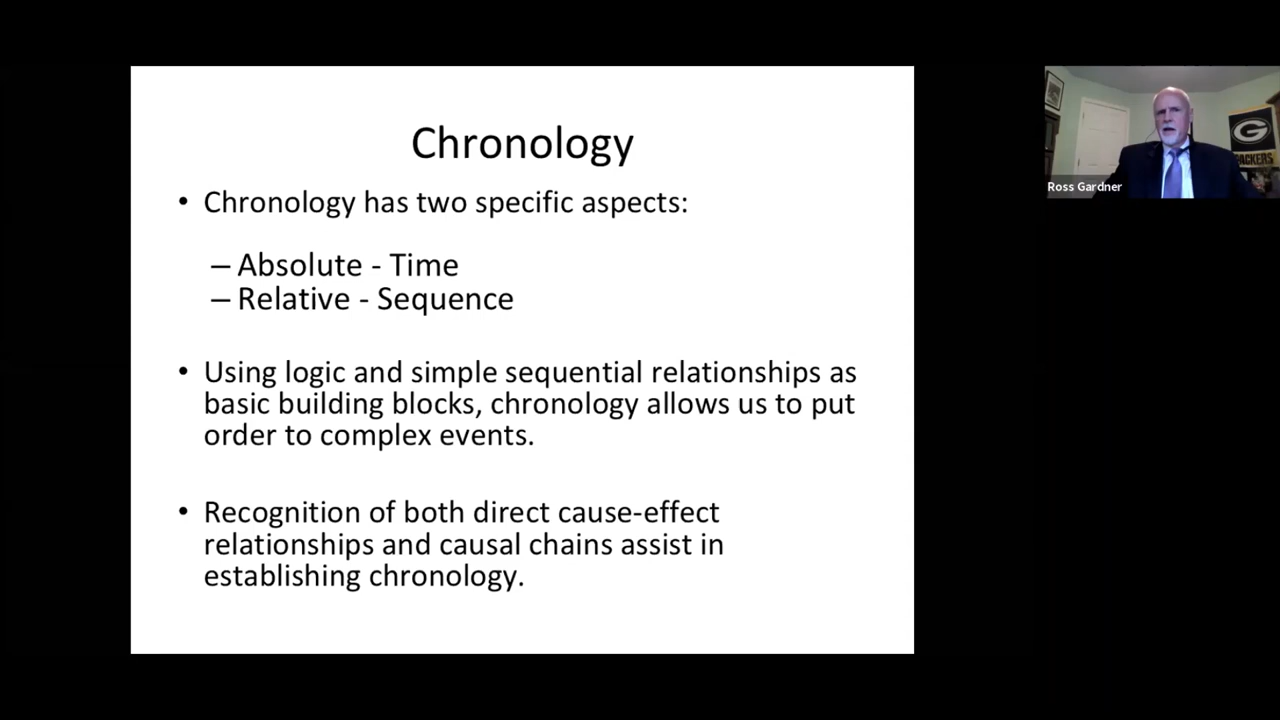 Chronology
• Chronology has two specific aspects:
– Absolute - Time
– Relative - Sequence
• Using logic and simple sequential relationships as
basic building blocks, chronology allows us to put
order to complex events.
• Recognition of both direct cause-effect
relationships and causal chains assist in
establishing chronology.
G
PACKERS
Ross Gardner